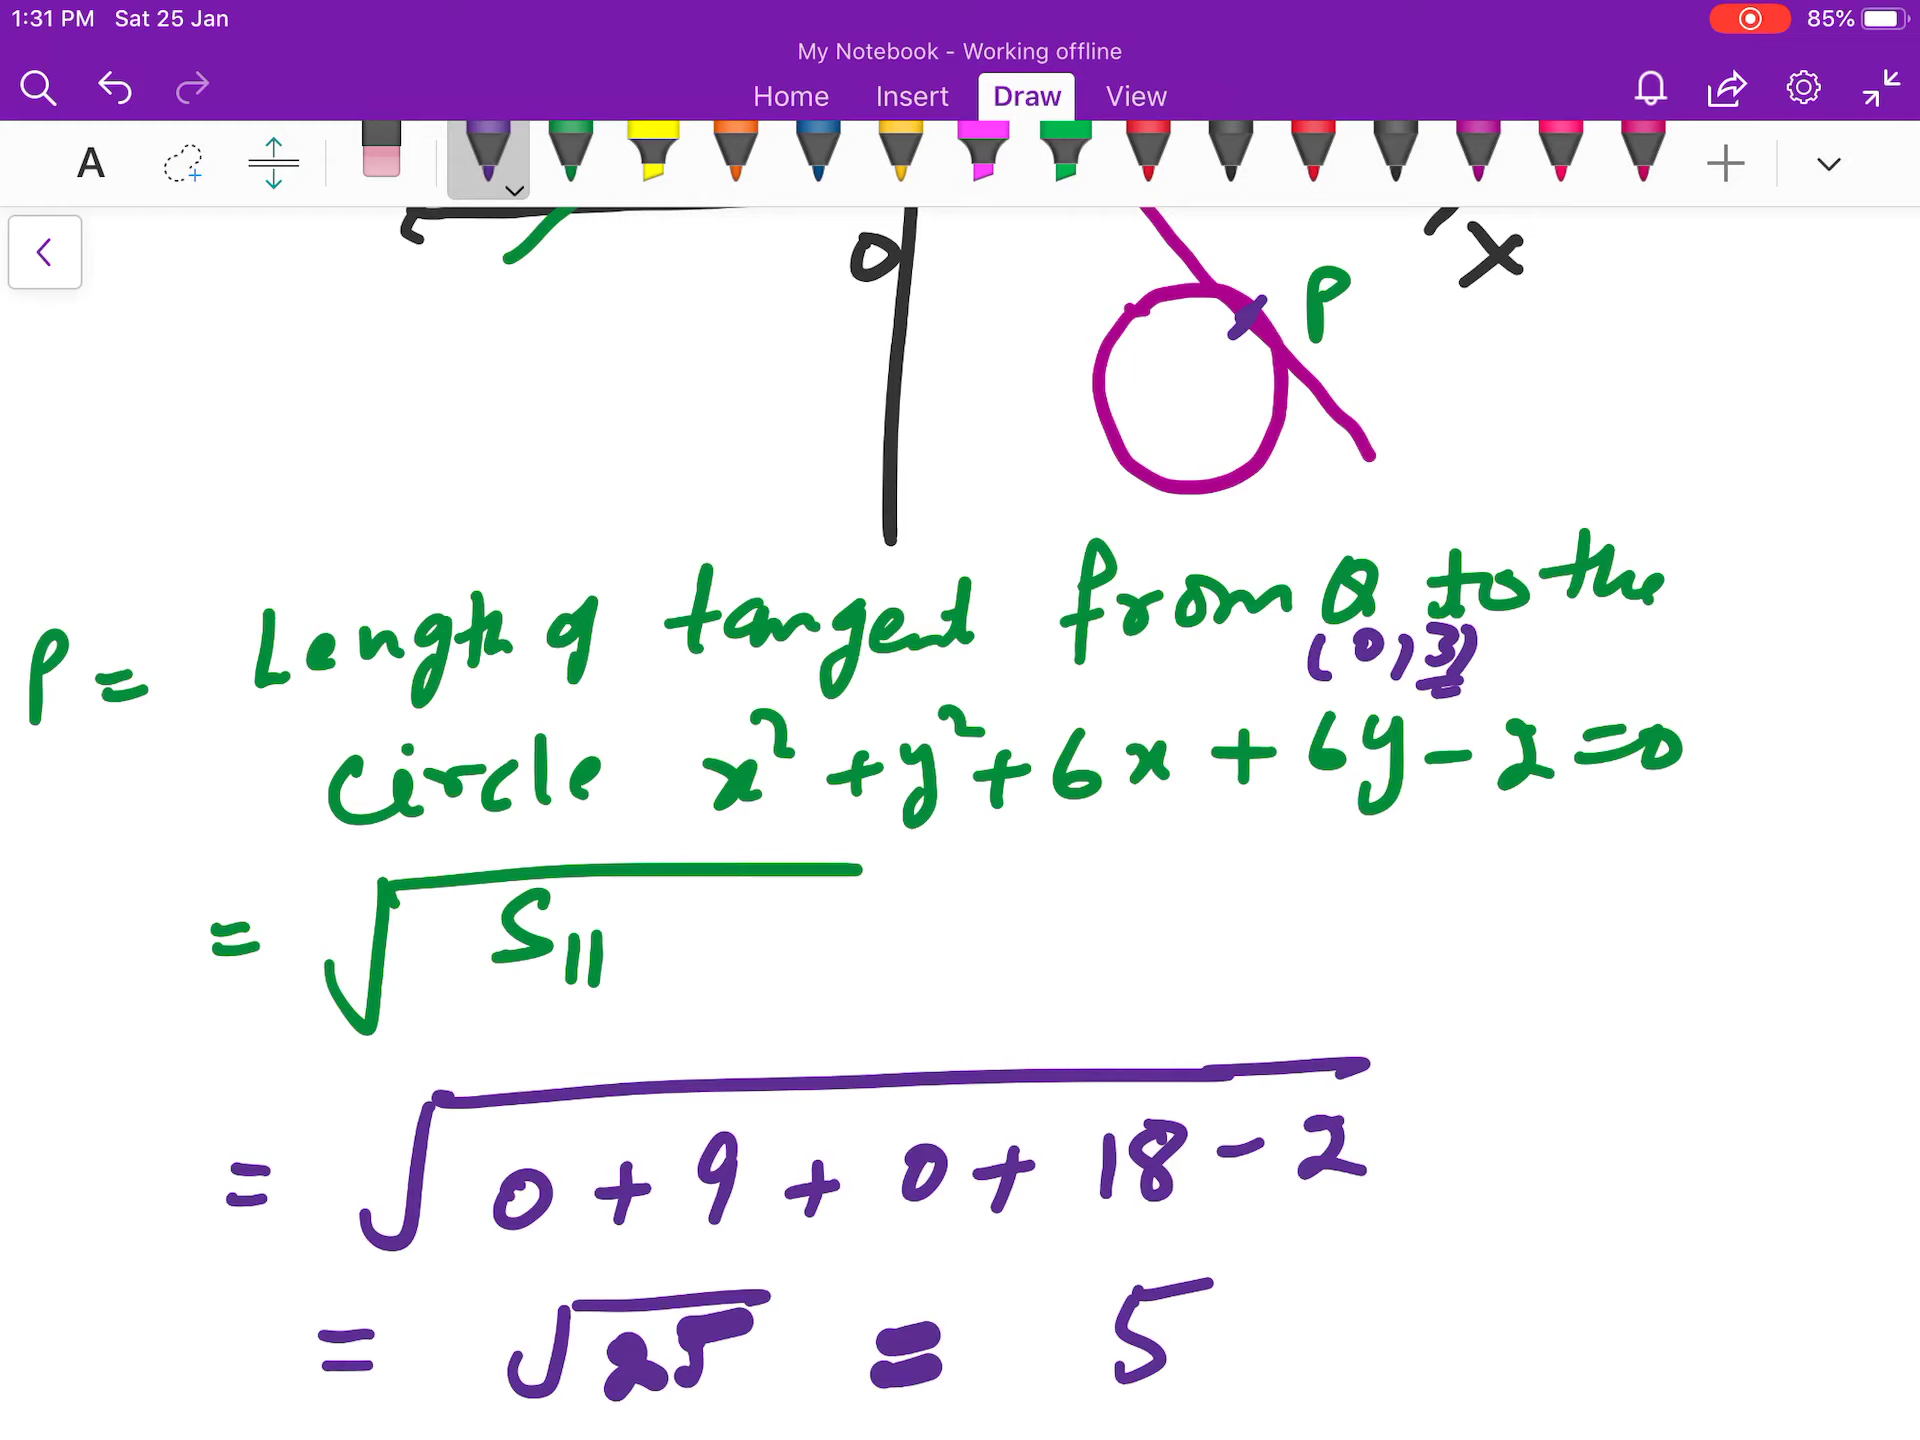 1:31 PM Sat 25 Jan 85%
My Notebook - Working offline
Home Insert Draw View
A
O P X
P = Length of tangent from Q to the
(0,3)
circle x² + y² + 6x + 6y - 2 = 0
= √S₁₁
= √0 + 9 + 0 + 18 - 2
= √25 = 5